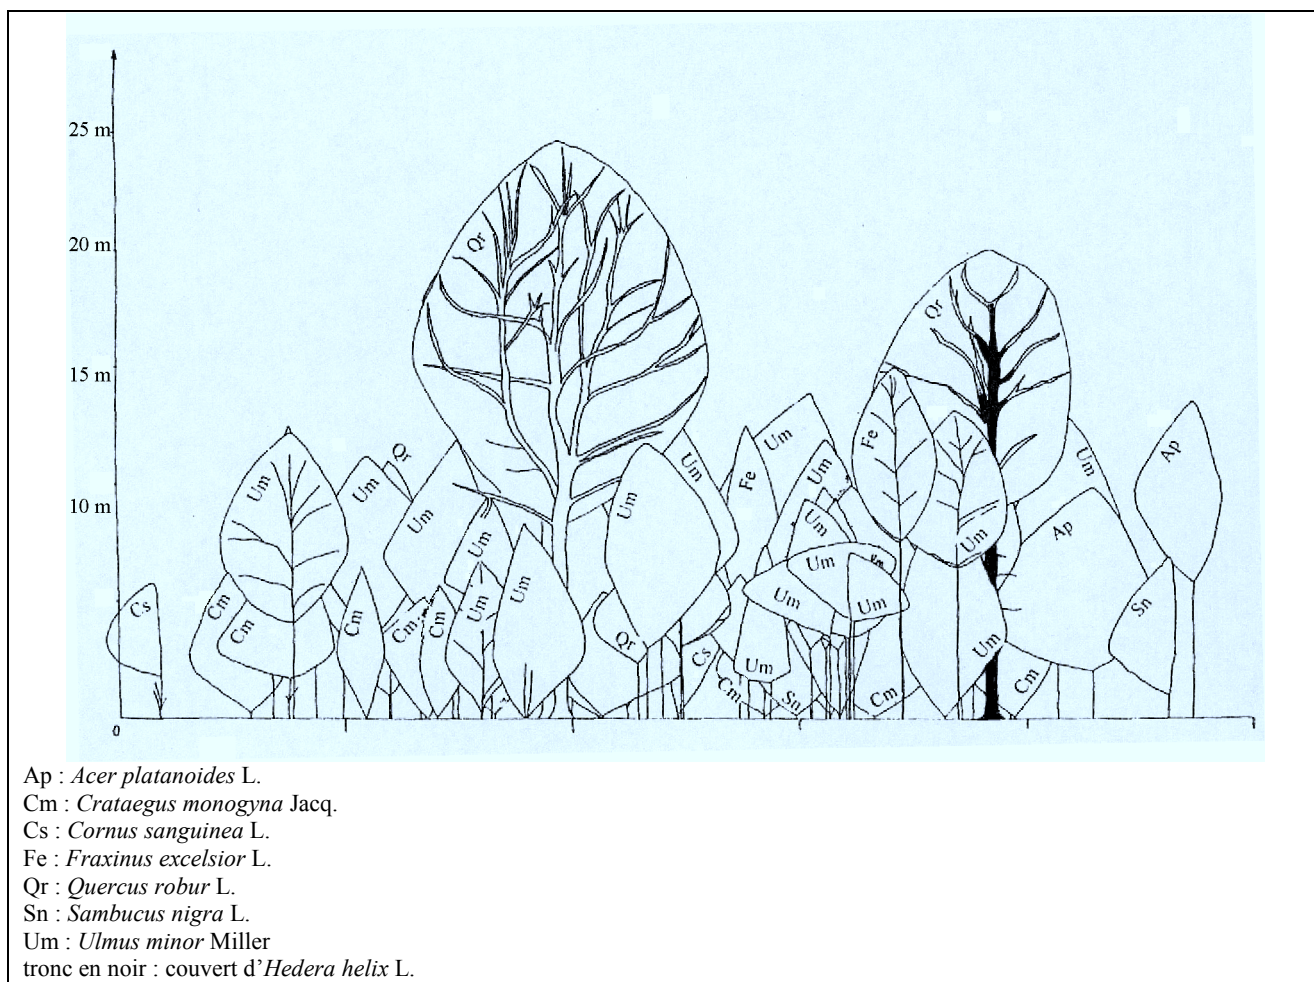 25 m
20 m
15 m
10 m
0
Qr
Qr
Um
Um
Qr
Um
Um
Um
Um
Um
Fe
Um
Um
Fe
Um
Ap
Ap
Um
Um
Um
Um
Um
Um
Um
Um
Cs
Cm
Cm
Cm
Cm
Cm
Qr
Cs
Cm
Sn
Cm
Cm
Sn
Ap : Acer platanoides L.
Cm : Crataegus monogyna Jacq.
Cs : Cornus sanguinea L.
Fe : Fraxinus excelsior L.
Qr : Quercus robur L.
Sn : Sambucus nigra L.
Um : Ulmus minor Miller
tronc en noir : couvert d’Hedera helix L.